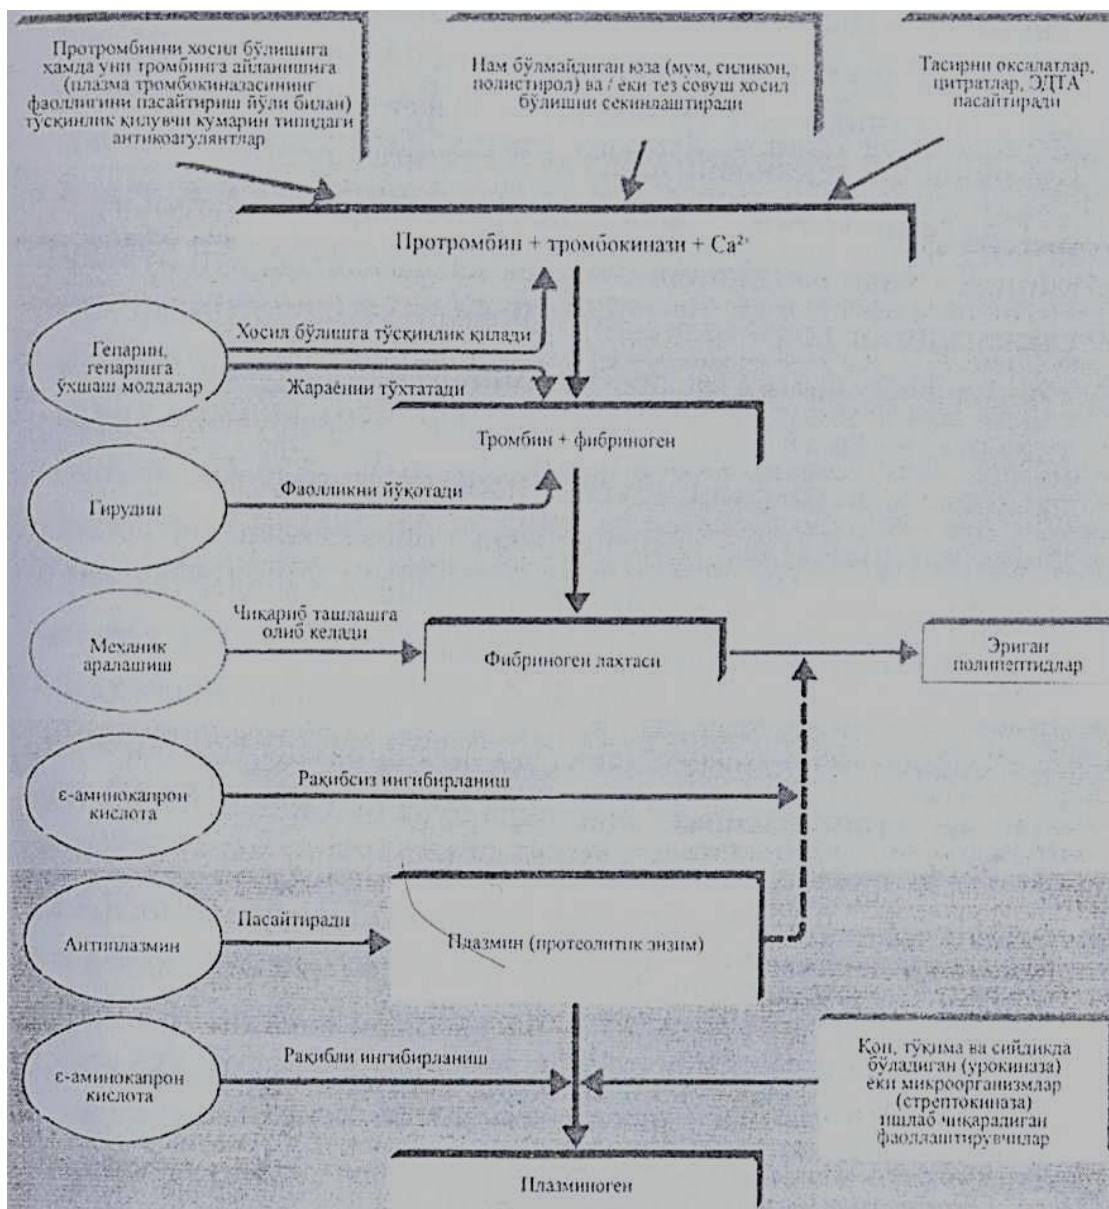 Протромбинни хосил бўлишига
ҳамда уни тромбинга айланишига
(плазма тромбокиназасининг
фаоллигини пасайтириш йўли билан)
тўсқинлик қилувчи кумарин типидаги
антикоагулянтлар
Нам бўлмайдиган юза (мум, силикон,
полистирол) ва / ёки тез совуш хосил
бўлишни секинлаштиради
Таъсирни оксалатлар,
цитратлар, ЭДТА
пасайтиради
Протромбин + тромбокинази + Ca²⁺
Гепарин,
гепаринга
ўхшаш моддалар
Хосил бўлишга тўсқинлик қилади
Жараённи тўхтатади
Тромбин + фибриноген
Гирудин
Фаолликни йўқотади
Механик
аралашиш
Чиқариб ташлашга
олиб келади
Фибриноген лахтаси
Эриган
полипептидлар
ε-аминокапрон
кислота
Рақибсиз ингибирланиш
Антиплазмин
Пасайтиради
Плазмин (протеолитик энзим)
ε-аминокапрон
кислота
Рақибли ингибирланиш
Қон, тўқима ва сийдикда
бўладиган (урокиназа)
ёки микроорганизмлар
(стрептокиназа)
ишлаб чиқарадиган
фаоллаштирувчилар
Плазминоген